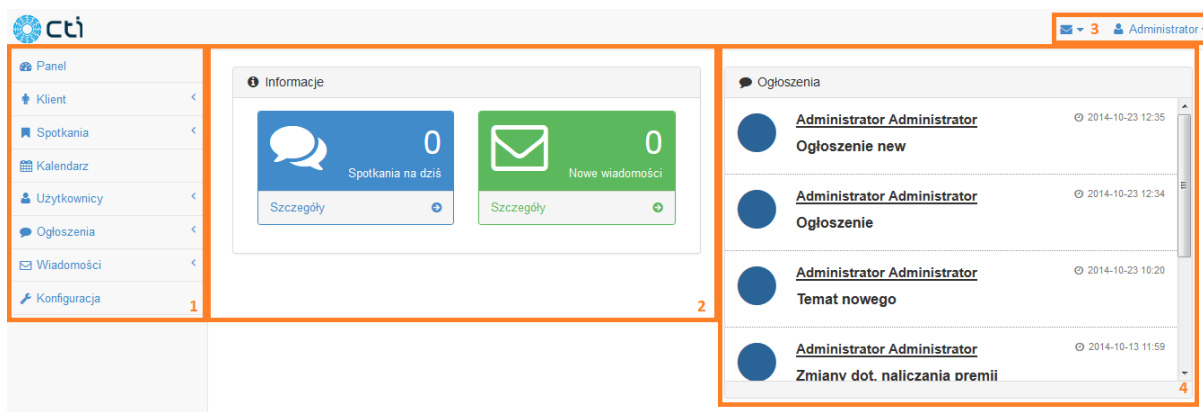 cti
3 Administrator
Panel
Klient
Spotkania
Kalendarz
Użytkownicy
Ogłoszenia
Wiadomości
Konfiguracja
1
Informacje
0
Spotkania na dziś
Szczegóły
0
Nowe wiadomości
Szczegóły
2
Ogłoszenia
Administrator Administrator 2014-10-23 12:35
Ogłoszenie new
Administrator Administrator 2014-10-23 12:34
Ogłoszenie
Administrator Administrator 2014-10-23 10:20
Temat nowego
Administrator Administrator 2014-10-13 11:59
Zmiany dot. naliczania premii
4